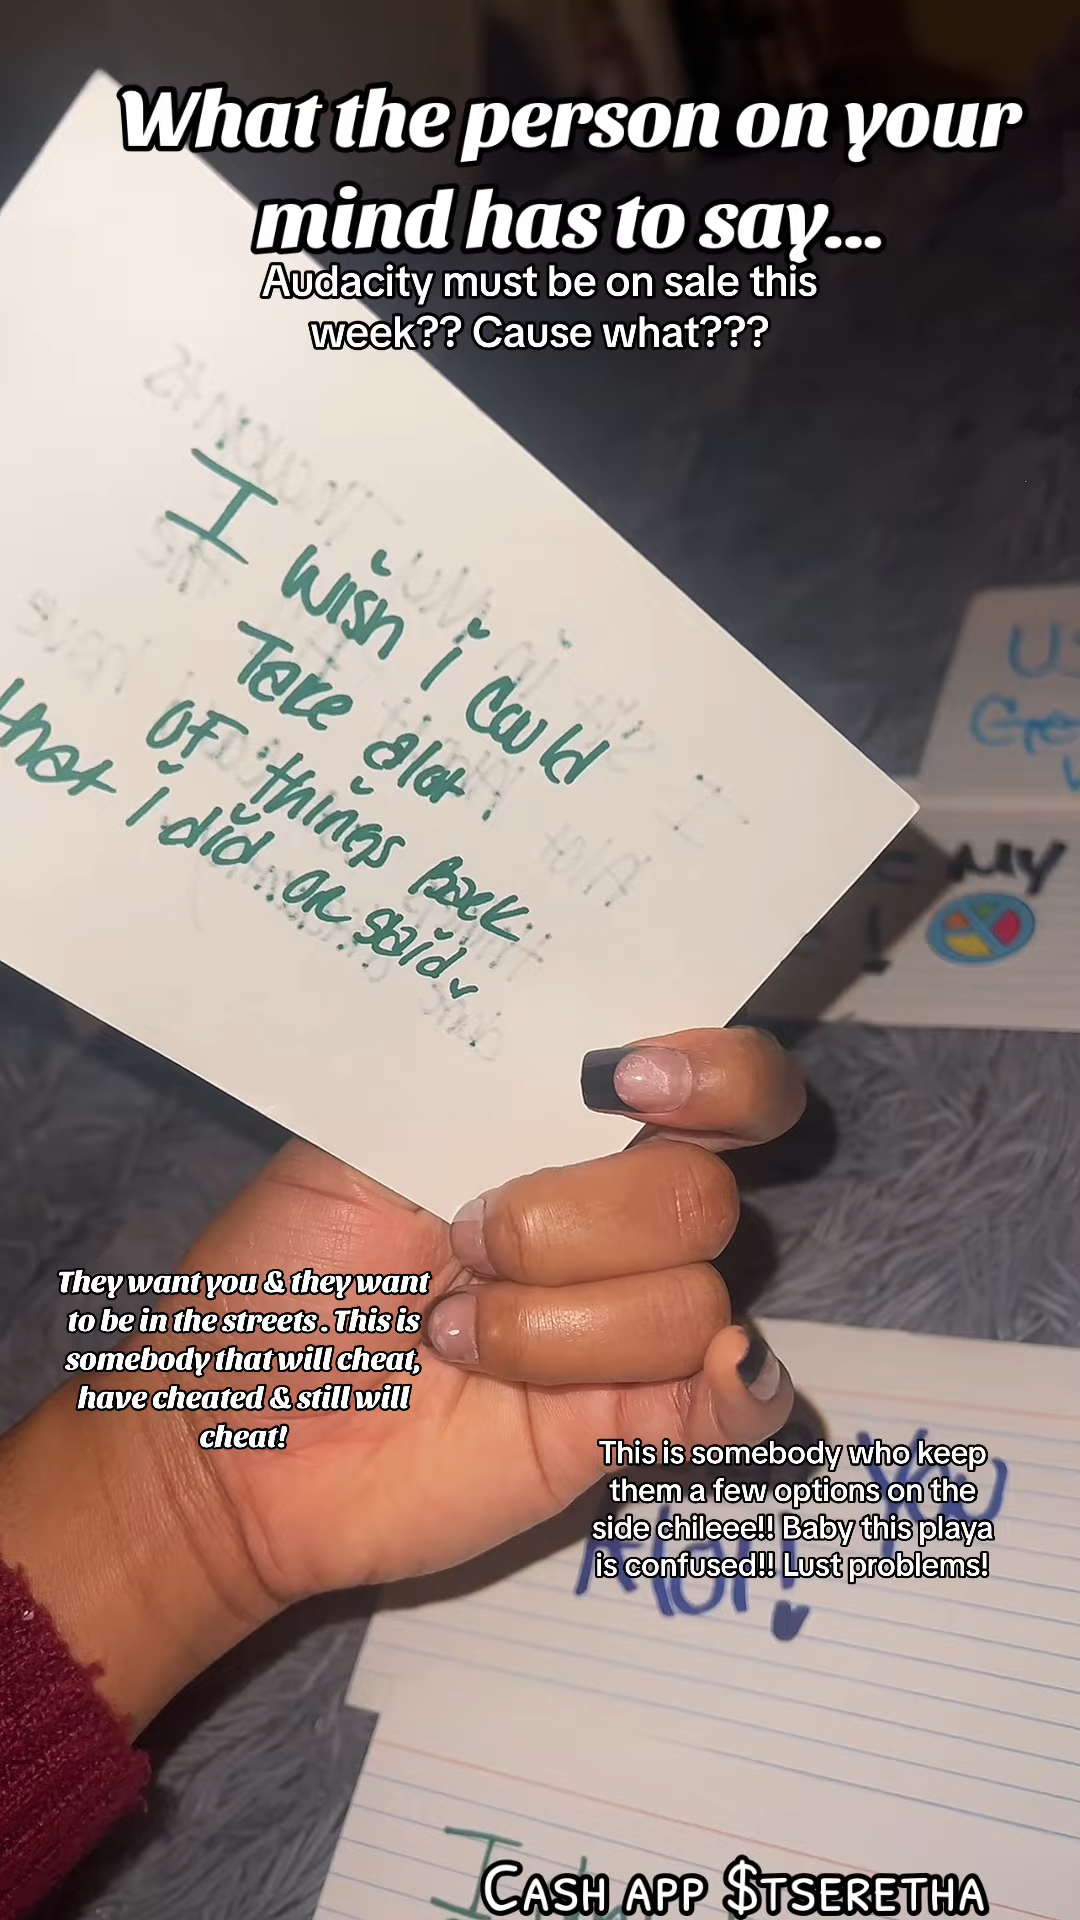 What the person on your
mind has to say...
Audacity must be on sale this
week?? Cause what???
I wish i could
Take alot
of things back
that i did or said
My
They want you & they want
to be in the streets . This is
somebody that will cheat,
have cheated & still will
cheat!
This is somebody who keep
them a few options on the
side chileee!! Baby this playa
is confused!! Lust problems!
You
Alot!
I
Cash app $tseretha